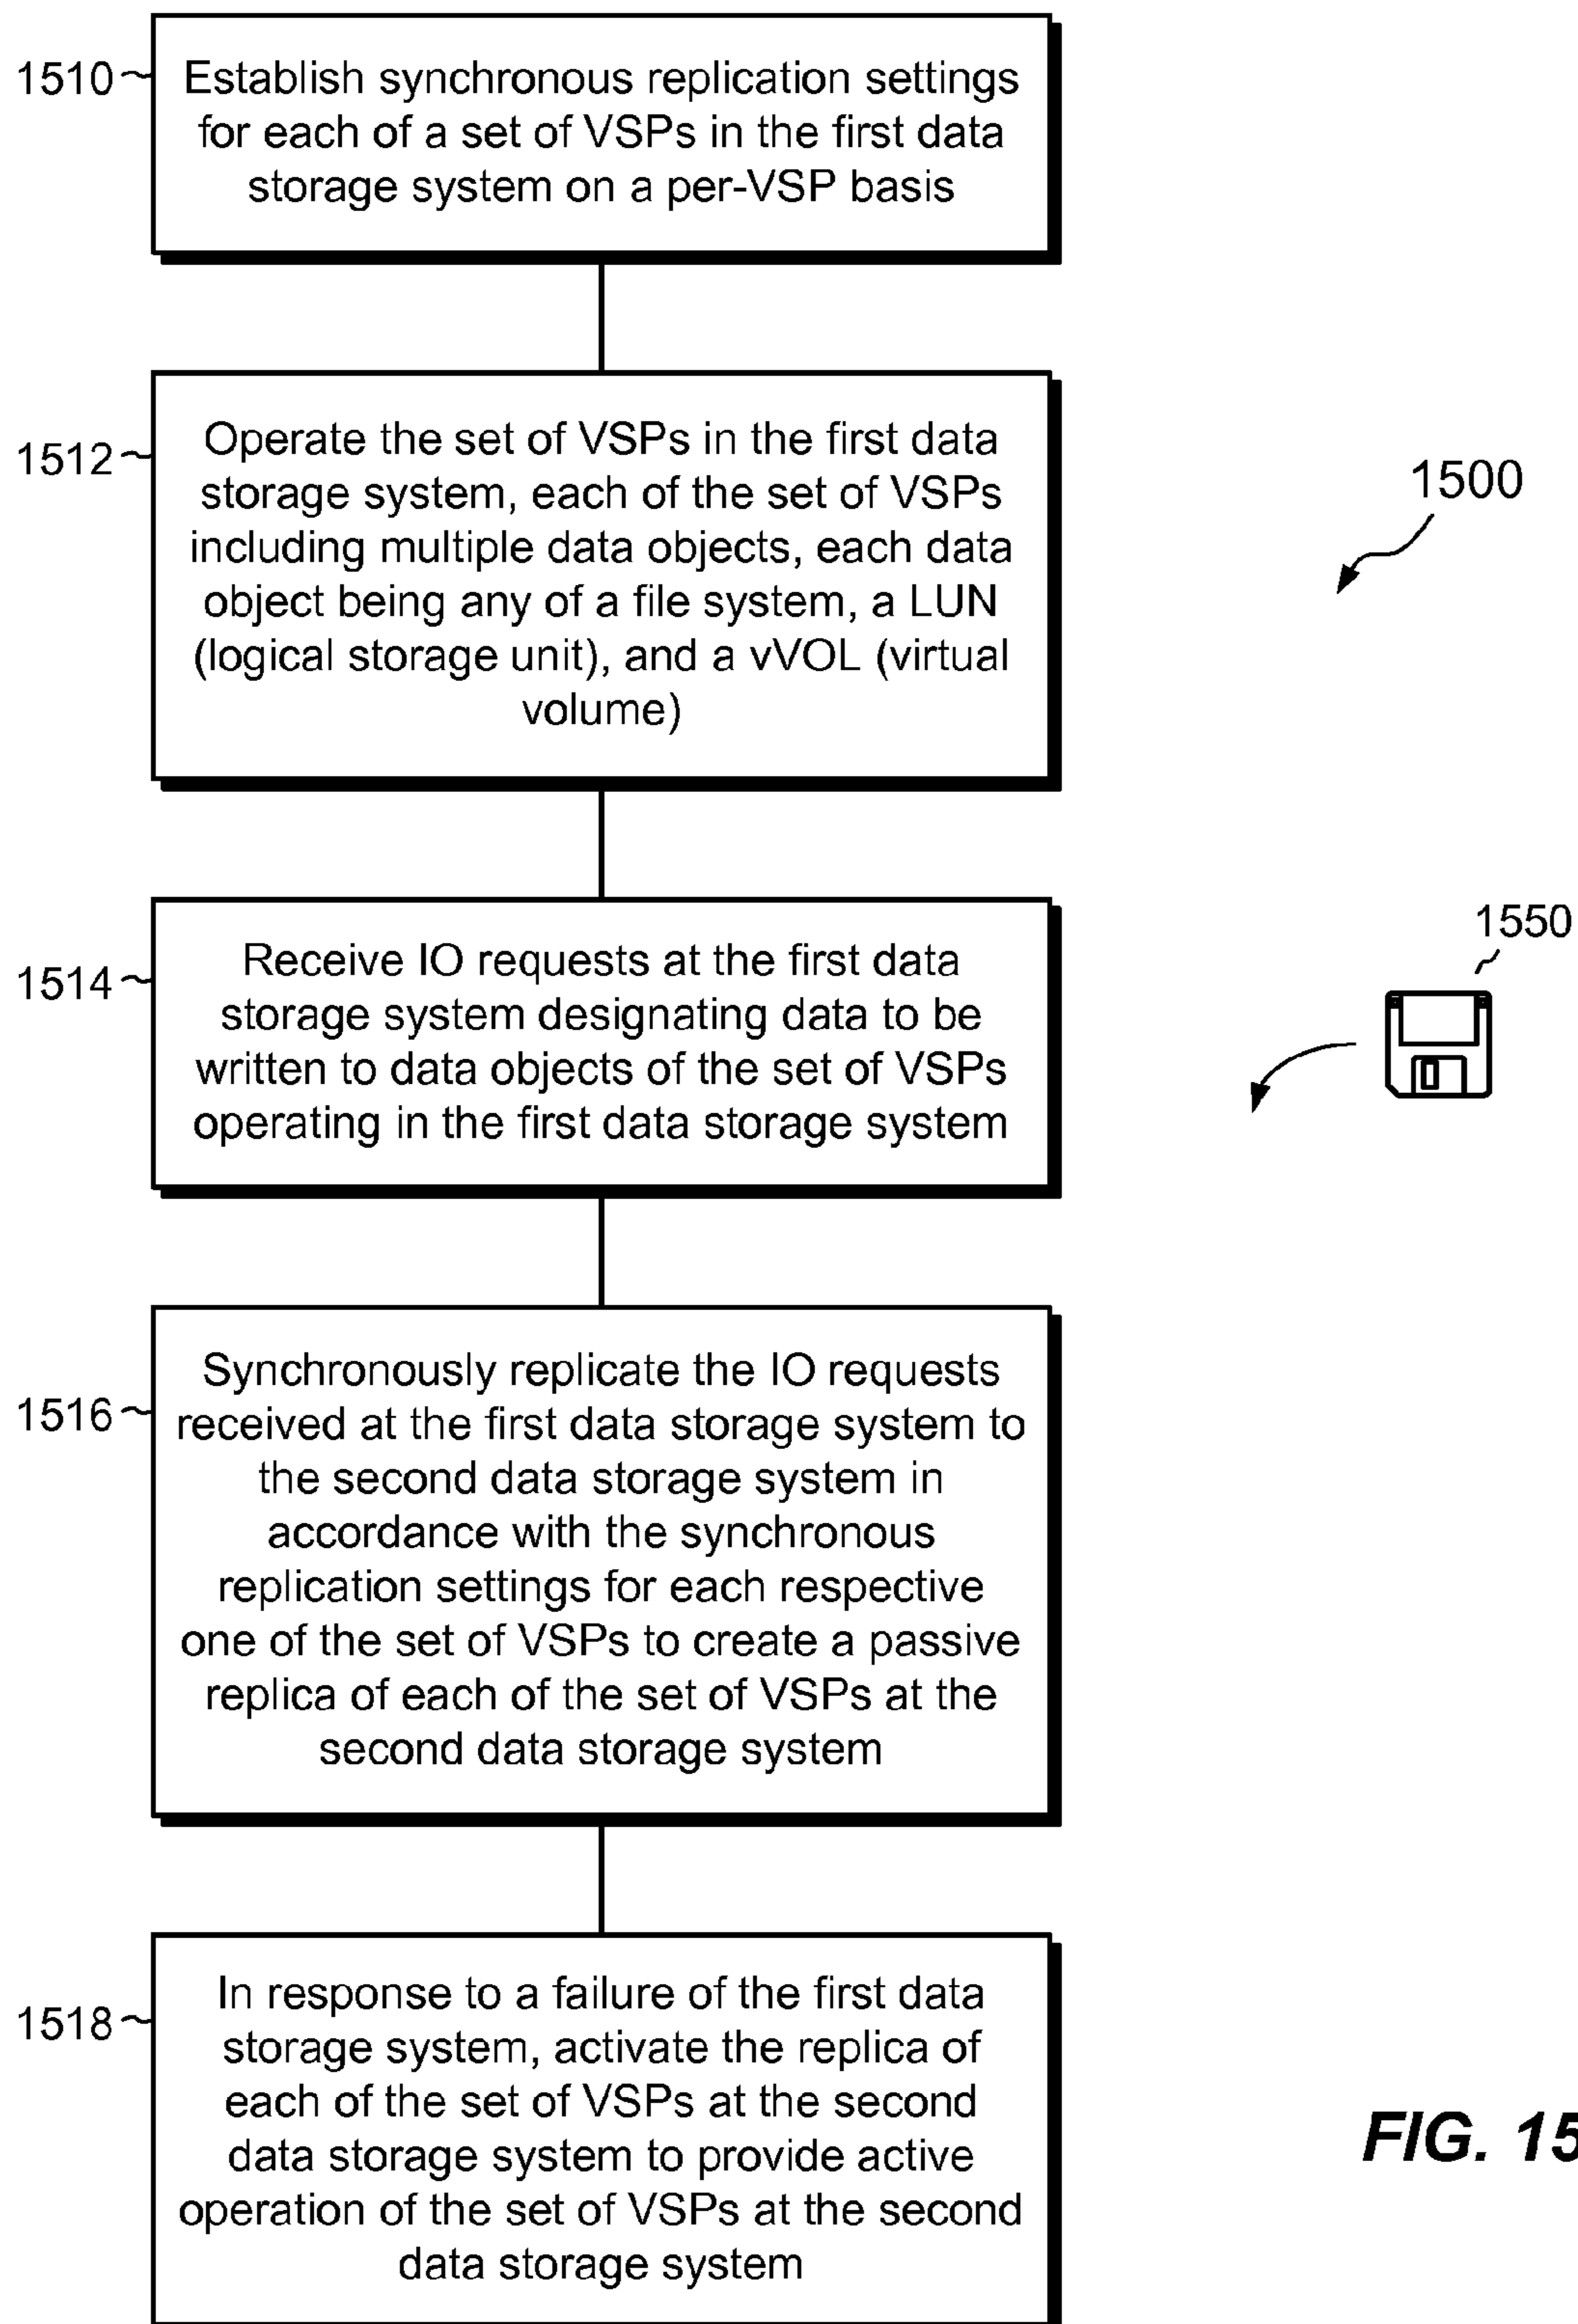 1510
Establish synchronous replication settings
for each of a set of VSPs in the first data
storage system on a per-VSP basis
1512
Operate the set of VSPs in the first data
storage system, each of the set of VSPs
including multiple data objects, each data
object being any of a file system, a LUN
(logical storage unit), and a vVOL (virtual
volume)
1500
1514
Receive IO requests at the first data
storage system designating data to be
written to data objects of the set of VSPs
operating in the first data storage system
1550
1516
Synchronously replicate the IO requests
received at the first data storage system to
the second data storage system in
accordance with the synchronous
replication settings for each respective
one of the set of VSPs to create a passive
replica of each of the set of VSPs at the
second data storage system
1518
In response to a failure of the first data
storage system, activate the replica of
each of the set of VSPs at the second
data storage system to provide active
operation of the set of VSPs at the second
data storage system
FIG. 15